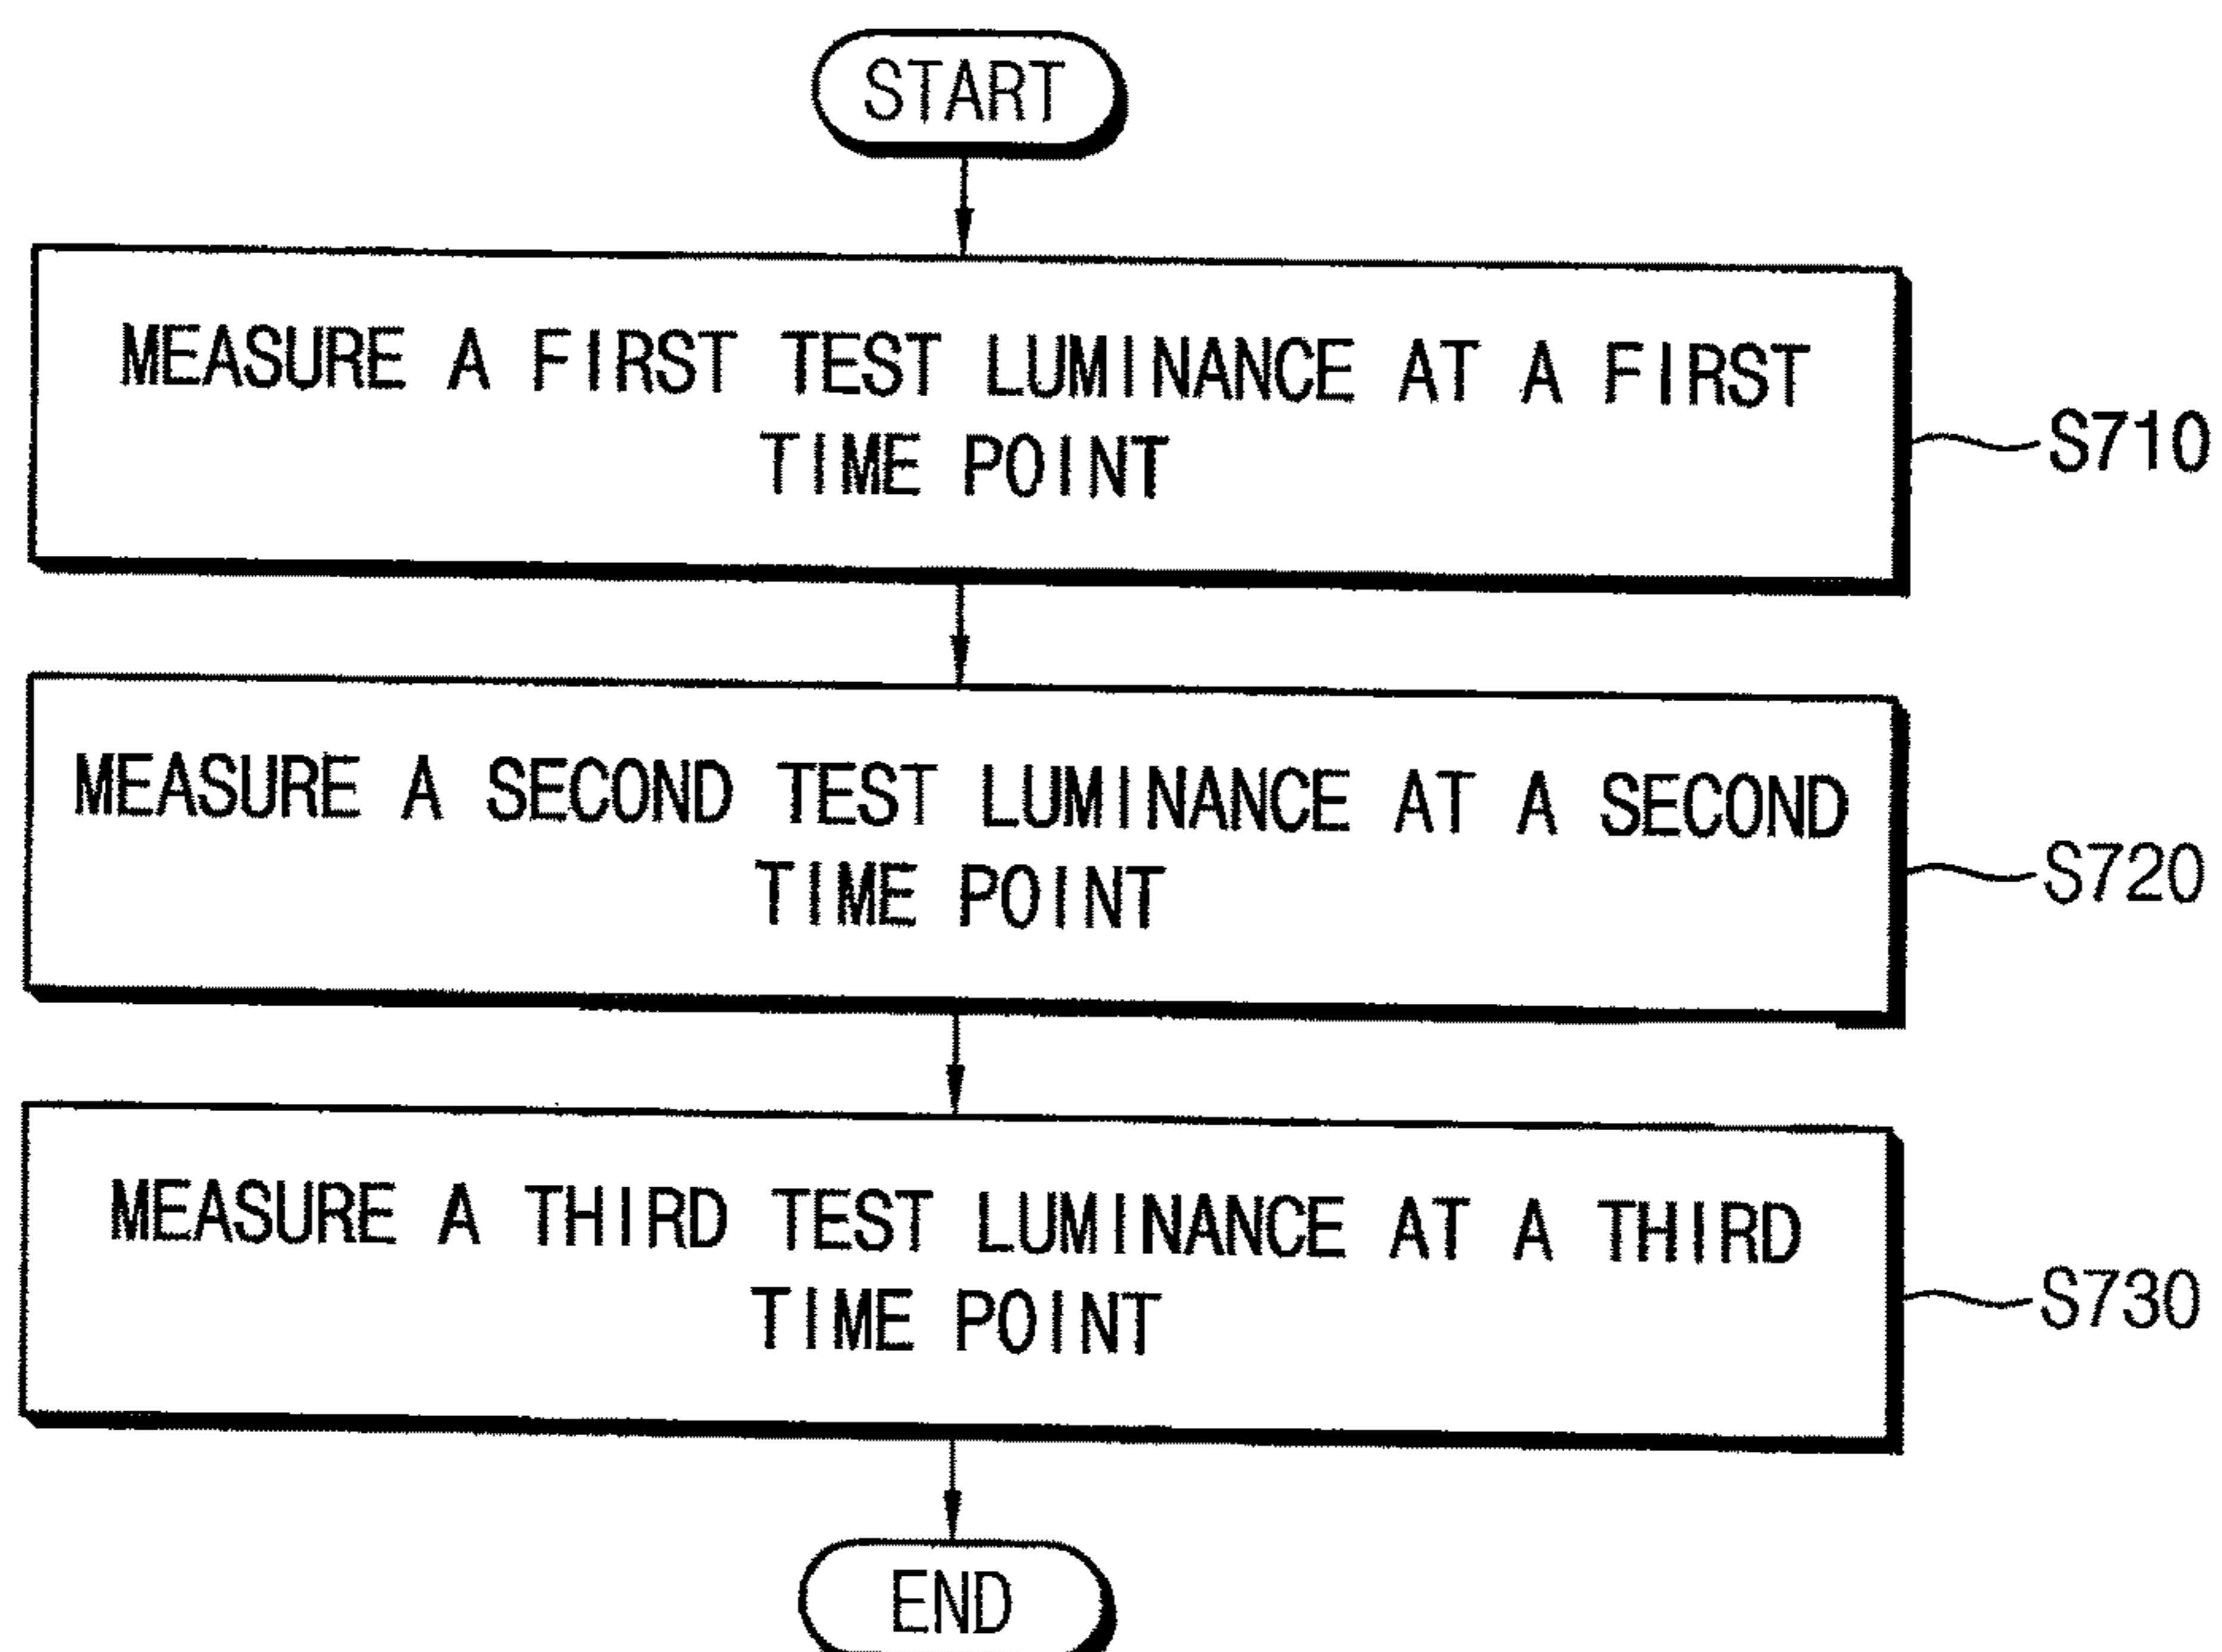 START
MEASURE A FIRST TEST LUMINANCE AT A FIRST
TIME POINT
S710
MEASURE A SECOND TEST LUMINANCE AT A SECOND
TIME POINT
S720
MEASURE A THIRD TEST LUMINANCE AT A THIRD
TIME POINT
S730
END